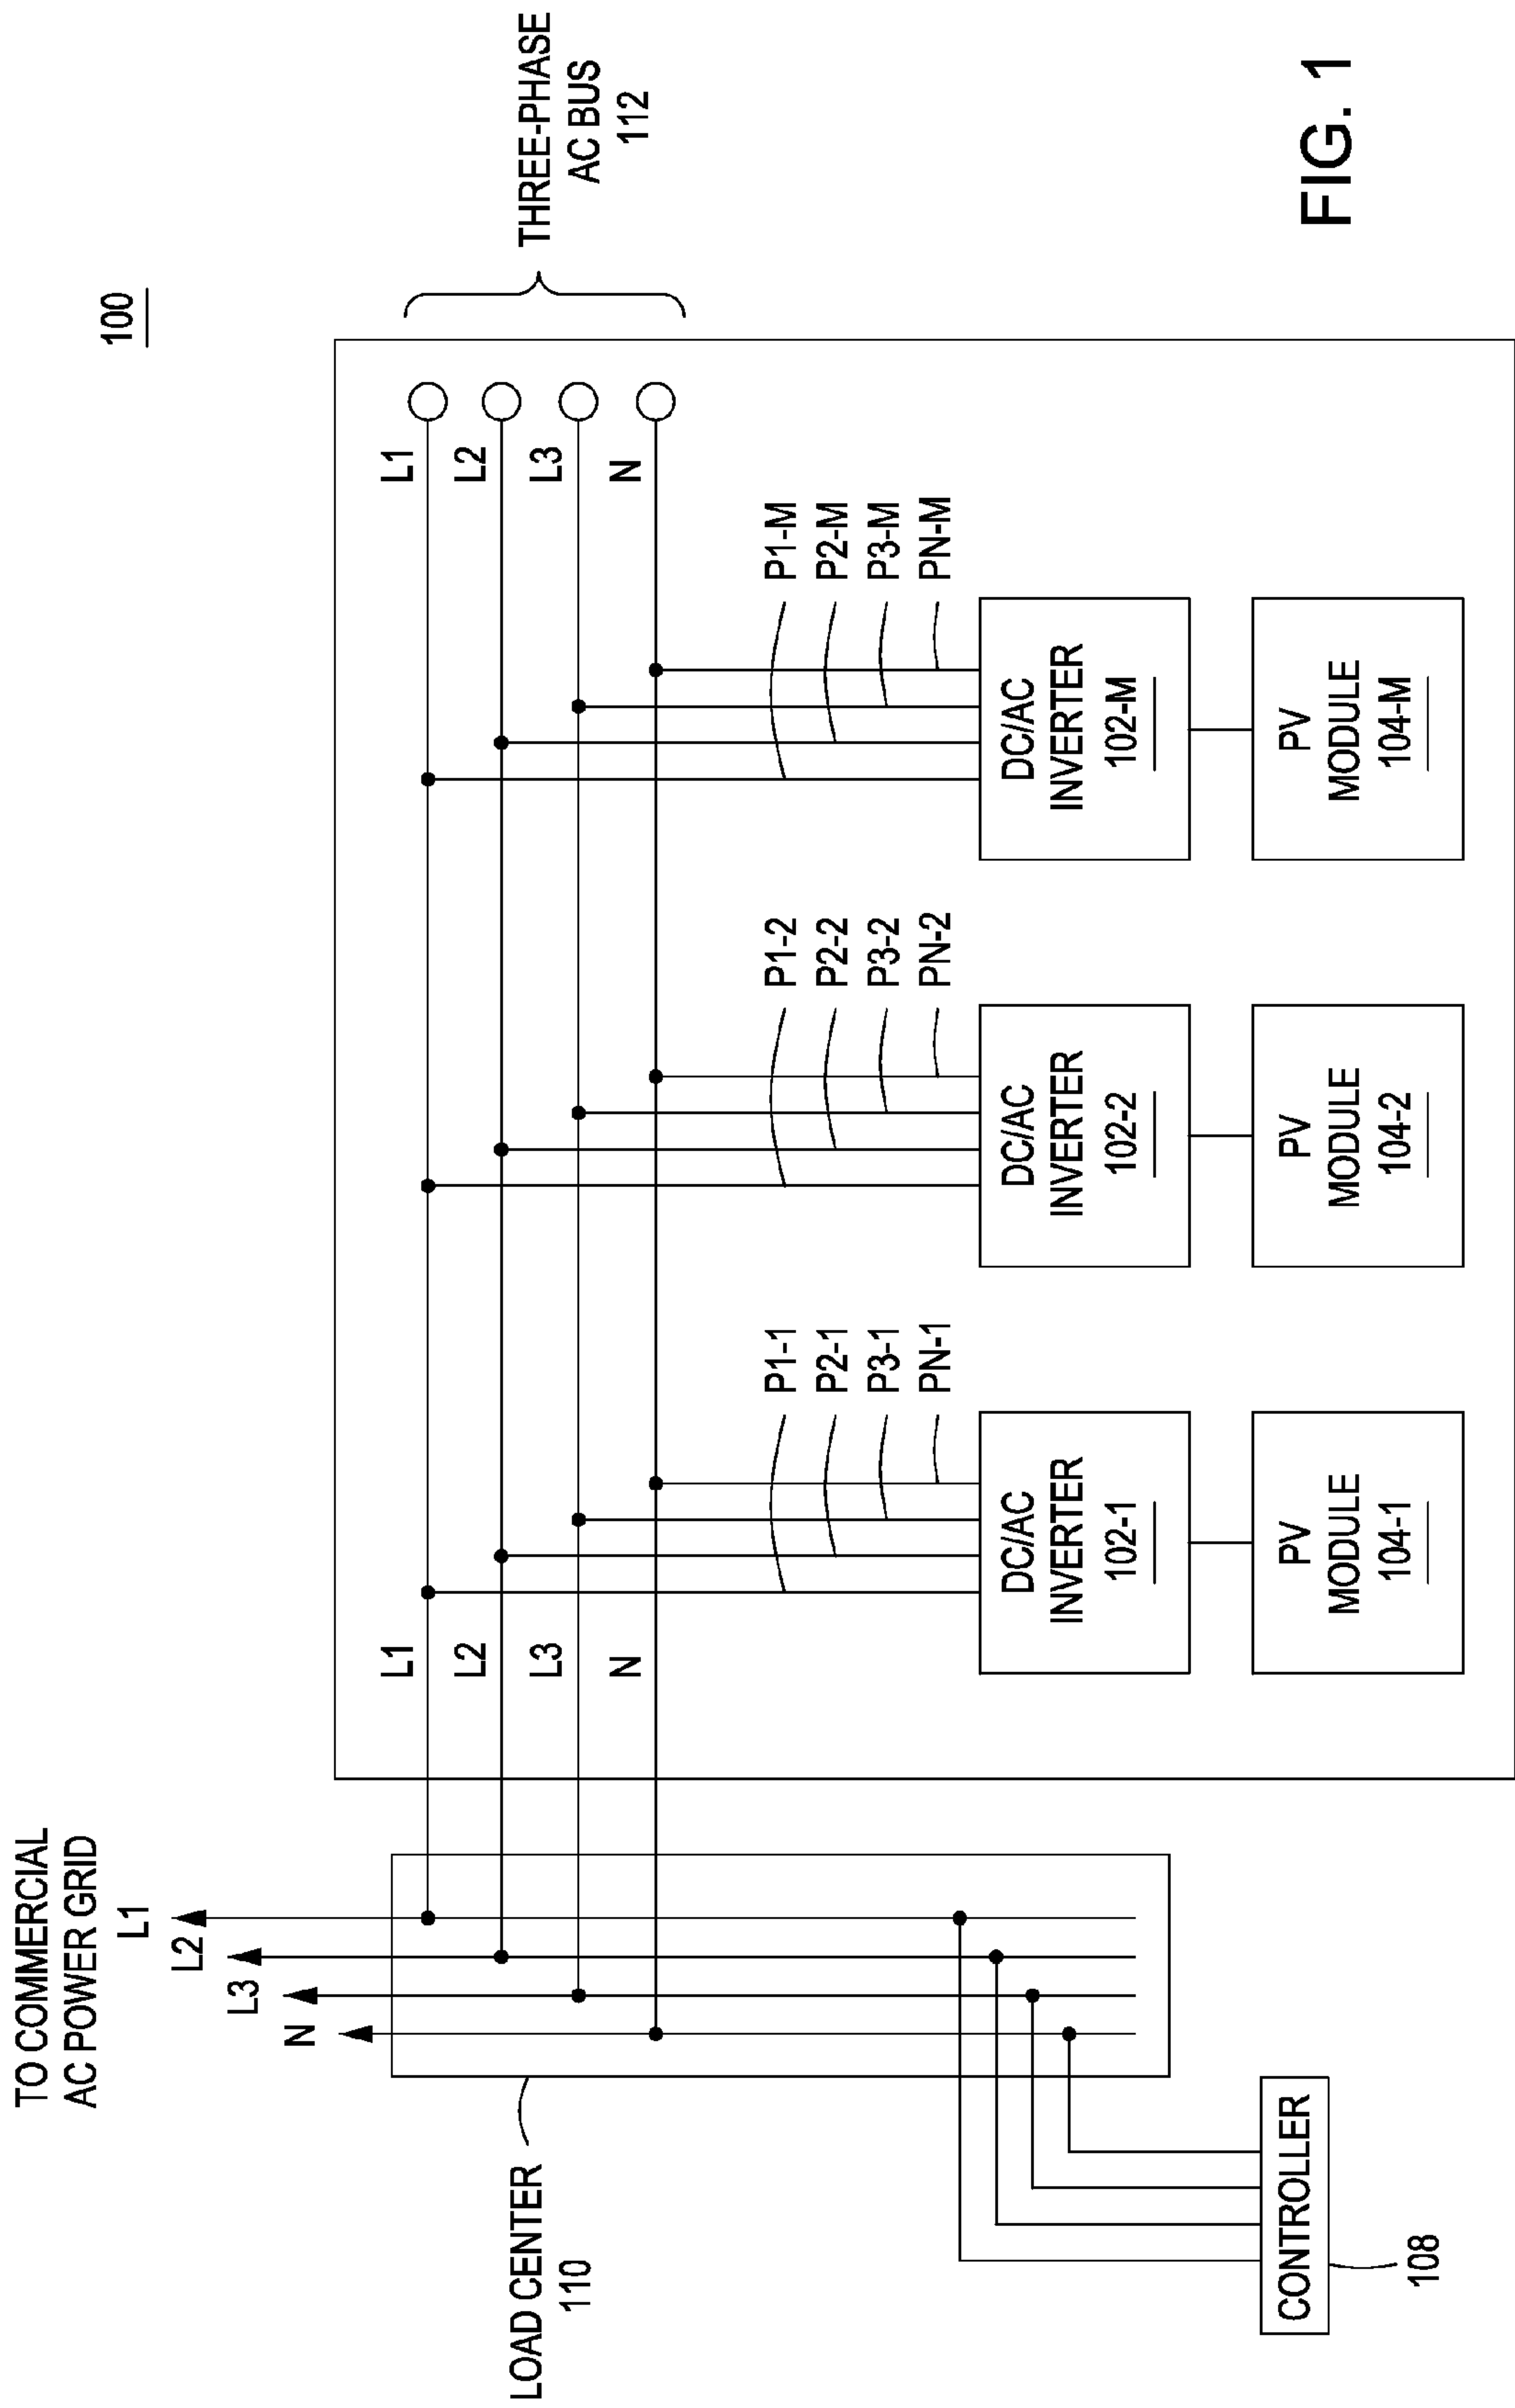 100
TO COMMERCIAL
AC POWER GRID
L1
L2
L3
N
THREE-PHASE
AC BUS
112
L1
L2
L3
N
L1
L2
L3
N
LOAD CENTER
110
P1-1
P2-1
P3-1
PN-1
P1-2
P2-2
P3-2
PN-2
P1-M
P2-M
P3-M
PN-M
DC/AC
INVERTER
102-1
DC/AC
INVERTER
102-2
DC/AC
INVERTER
102-M
PV
MODULE
104-1
PV
MODULE
104-2
PV
MODULE
104-M
CONTROLLER
108
FIG. 1